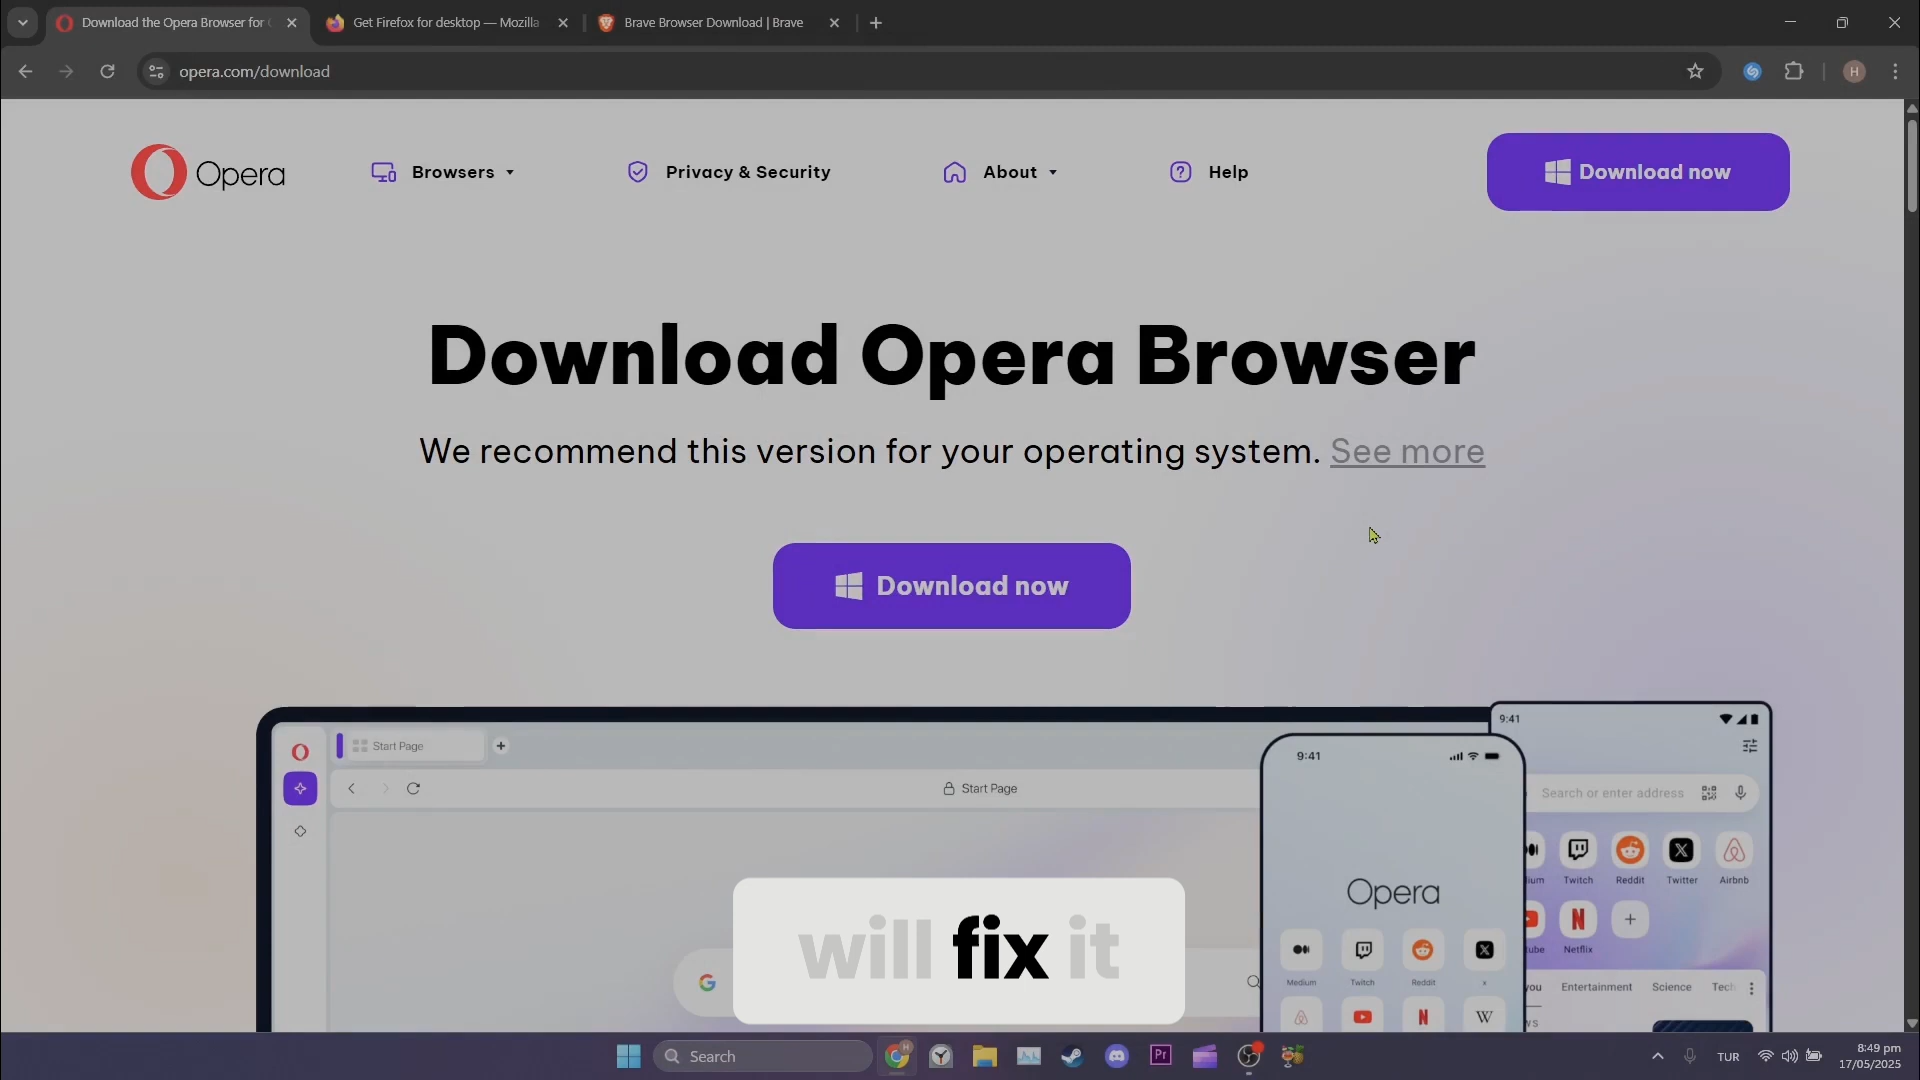 Download the Opera Browser for
Get Firefox for desktop — Mozilla
Brave Browser Download | Brave
opera.com/download
H
Opera
Browsers
Privacy & Security
About
Help
Download now
Download Opera Browser
We recommend this version for your operating system. See more
Download now
Start Page
Start Page
9:41
9:41
Search or enter address
Twitch
Reddit
Twitter
Airbnb
Netflix
Opera
Medium
Twitch
Reddit
x
Entertainment
Science
Tech
will fix it
Search
Pr
TUR
8:49 pm
17/05/2025